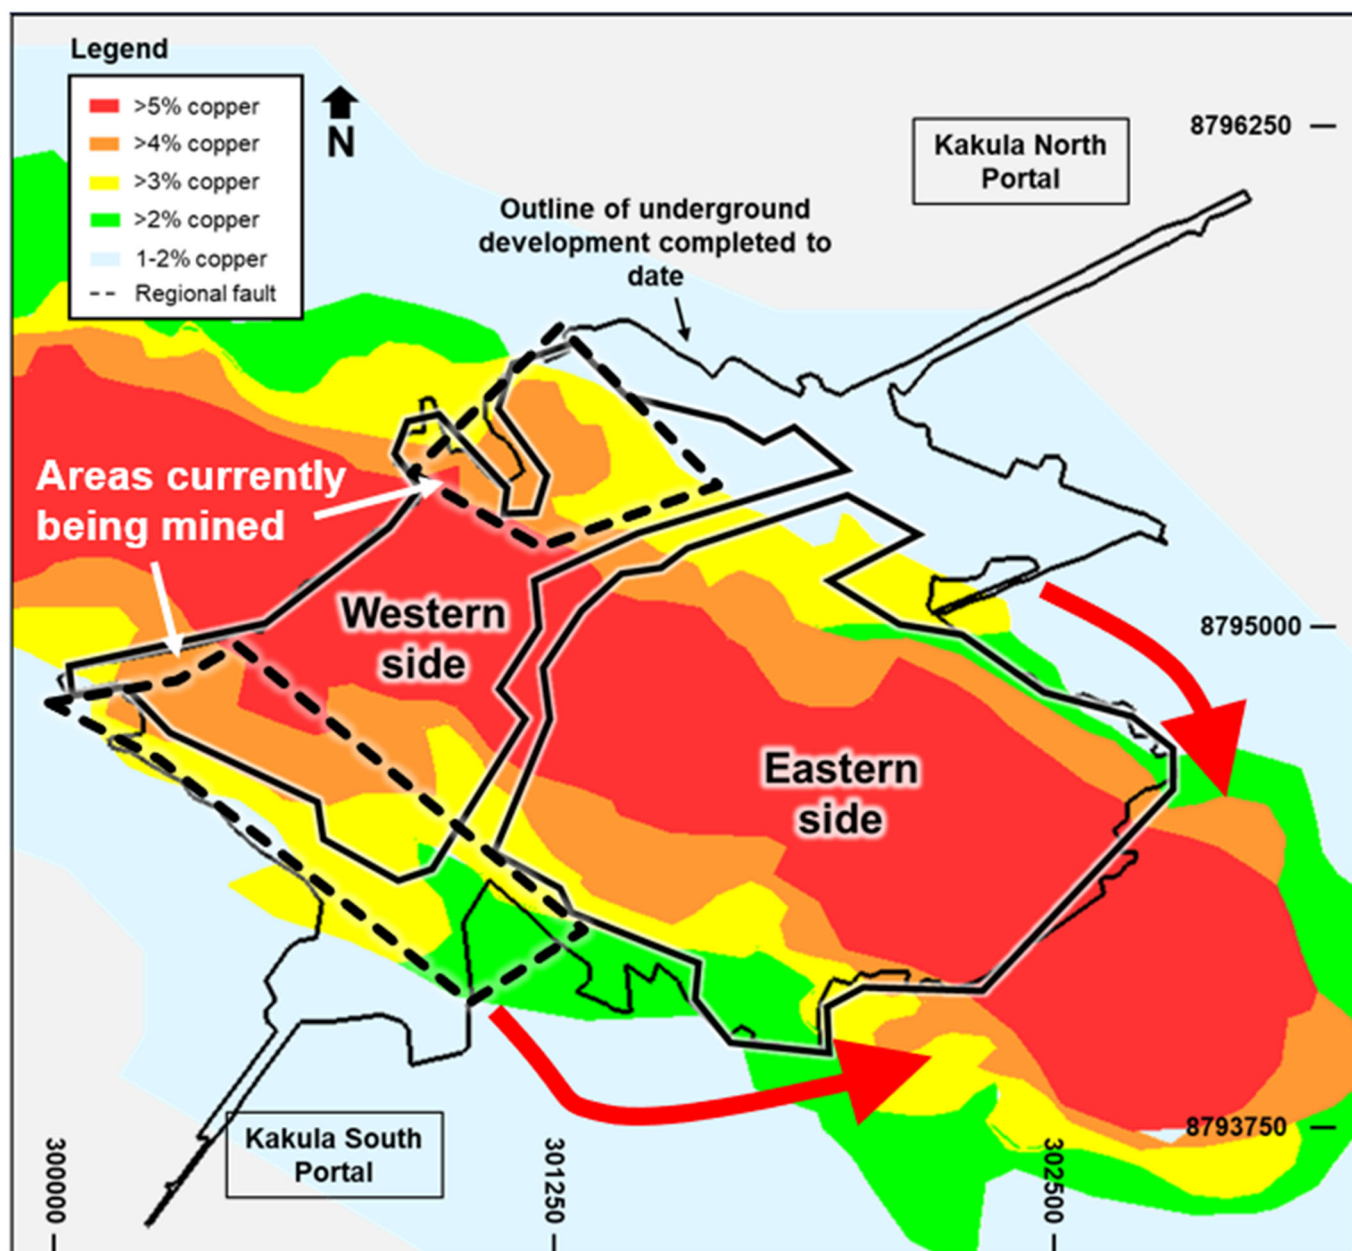 Legend
>5% copper
>4% copper
>3% copper
>2% copper
1-2% copper
Regional fault
N
Kakula North
Portal
8796250
Outline of underground
development completed to
date
Areas currently
being mined
Western
side
8795000
Eastern
side
Kakula South
Portal
8793750
300000
301250
302500